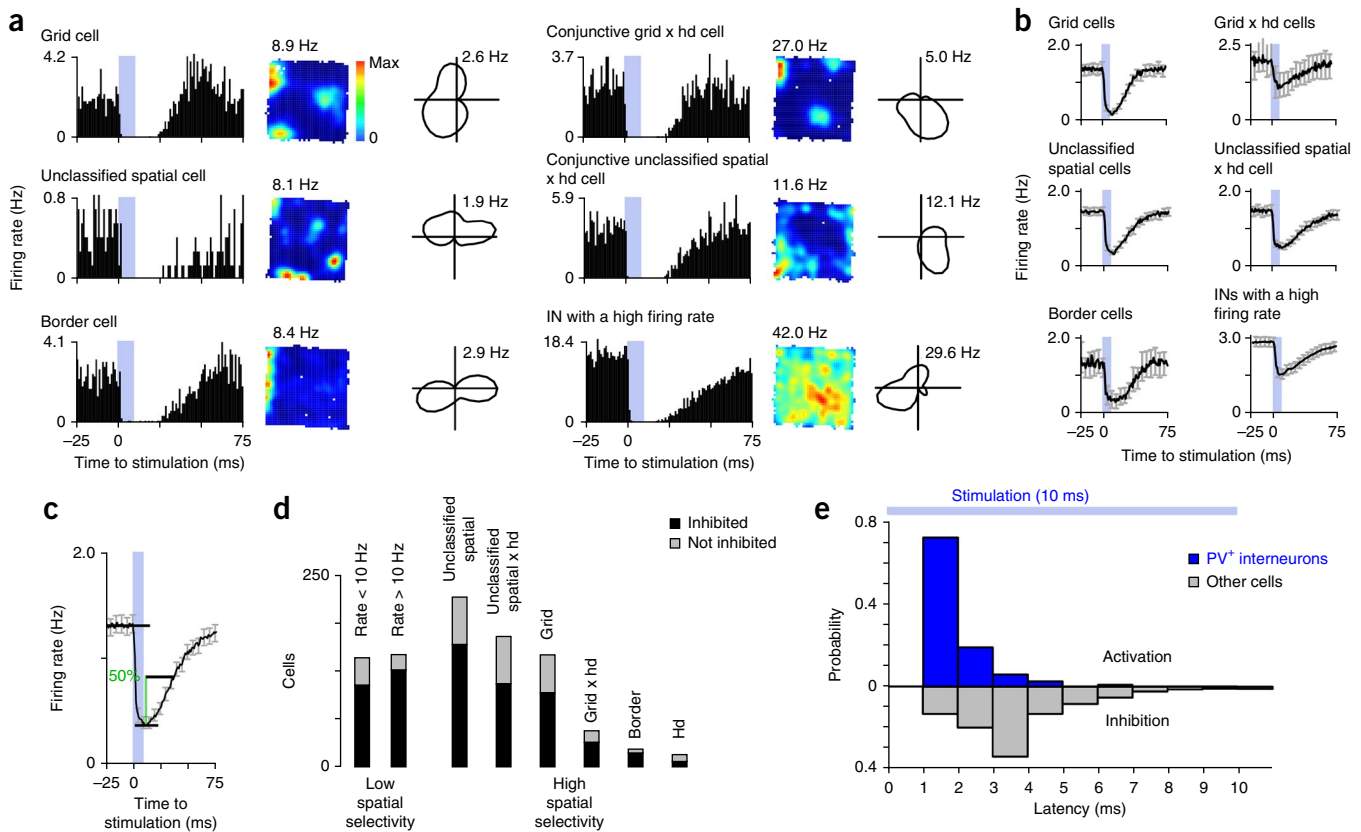 a
Grid cell
4.2
0
8.9 Hz
Max
0
2.6 Hz
Conjunctive grid x hd cell
3.7
0
27.0 Hz
5.0 Hz
Unclassified spatial cell
0.8
0
8.1 Hz
1.9 Hz
Conjunctive unclassified spatial
x hd cell
5.9
0
11.6 Hz
12.1 Hz
Firing rate (Hz)
Border cell
4.1
0
8.4 Hz
2.9 Hz
IN with a high firing rate
18.4
0
42.0 Hz
29.6 Hz
–25 0 75
Time to stimulation (ms)
–25 0 75
Time to stimulation (ms)
b
Grid cells
2.0
0
Grid x hd cells
2.5
0
Unclassified
spatial cells
2.0
0
Unclassified spatial
x hd cell
2.0
0
Firing rate (Hz)
Border cells
2.0
0
INs with a high
firing rate
3.0
0
–25 0 75
–25 0 75
Time to stimulation (ms)
c
2.0
0
Firing rate (Hz)
50%
–25 0 75
Time to
stimulation (ms)
d
Inhibited
Not inhibited
250
0
Cells
Rate < 10 Hz
Rate > 10 Hz
Unclassified
spatial
Unclassified
spatial x hd
Grid
Grid x hd
Border
Hd
Low
spatial
selectivity
High
spatial
selectivity
e
Stimulation (10 ms)
0.8
0.4
0
0.4
Probability
PV+ interneurons
Other cells
Activation
Inhibition
0 1 2 3 4 5 6 7 8 9 10
Latency (ms)